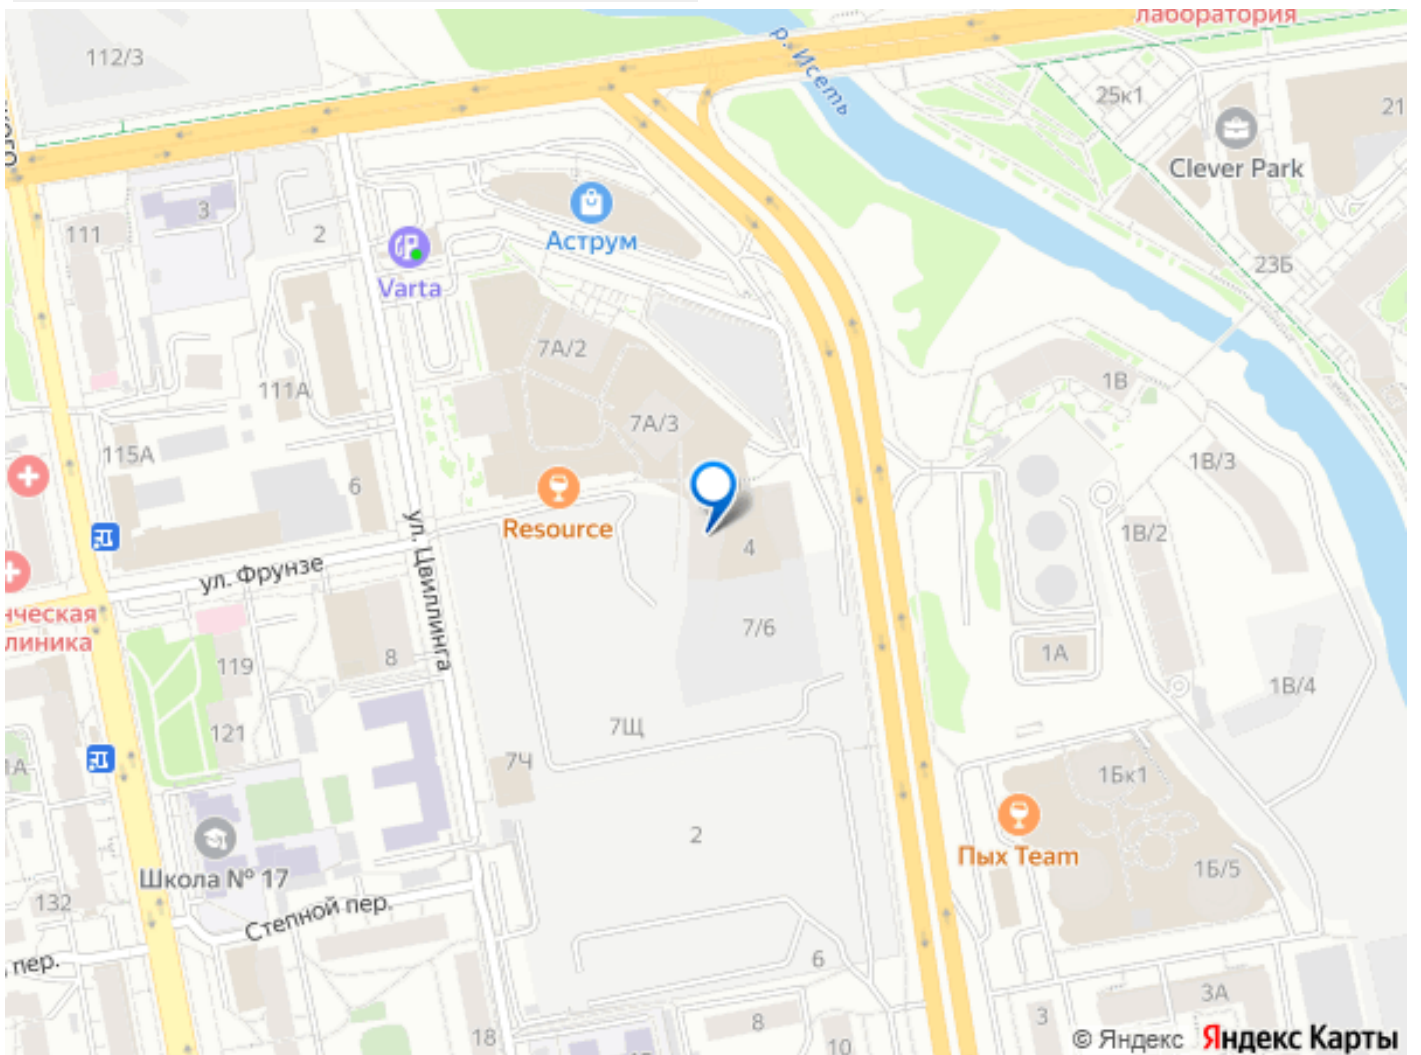 лаборатория
112/3
р. Исеть
25к1
21
Clever Park
3
111
2
Аструм
23Б
Varta
7А/2
1В
111А
7А/3
115А
1В/3
6
Resource
ул. Цвиллинга
4
1В/2
ул. Фрунзе
7/6
линика
119
8
1А
1В/4
121
7Щ
7Ч
1А
1Бк1
2
Пых Team
Школа № 17
1Б/5
132
Степной пер.
пер.
6
3А
18
8
10
3
© Яндекс Яндекс Карты